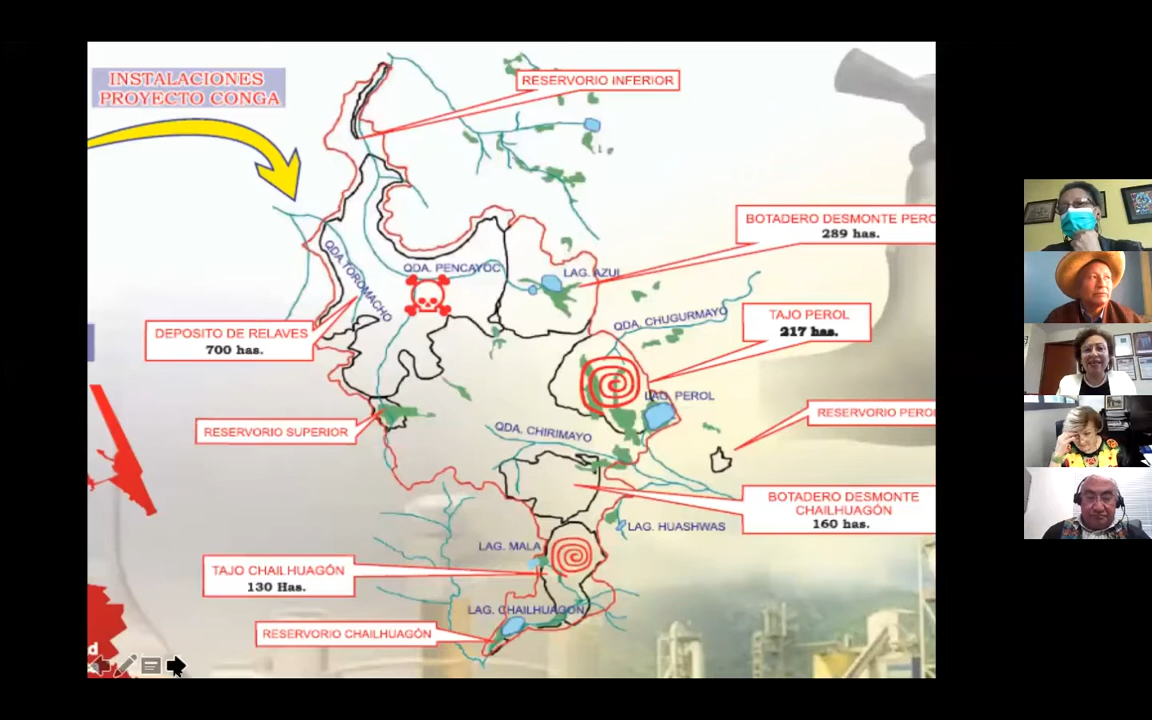 INSTALACIONES
PROYECTO CONGA
RESERVORIO INFERIOR
BOTADERO DESMONTE PERO
289 has.
QDA. PENCAYOC
LAG. AZUL
QDA. TOROMACHO
QDA. CHUGURMAYO
TAJO PEROL
217 has.
DEPOSITO DE RELAVES
700 has.
LAG. PEROL
RESERVORIO PERO
RESERVORIO SUPERIOR
QDA. CHIRIMAYO
BOTADERO DESMONTE
CHAILHUAGÓN
160 has.
LAG. HUASHWAS
LAG. MALA
TAJO CHAILHUAGÓN
130 Has.
LAG. CHAILHUAGON
RESERVORIO CHAILHUAGÓN
d